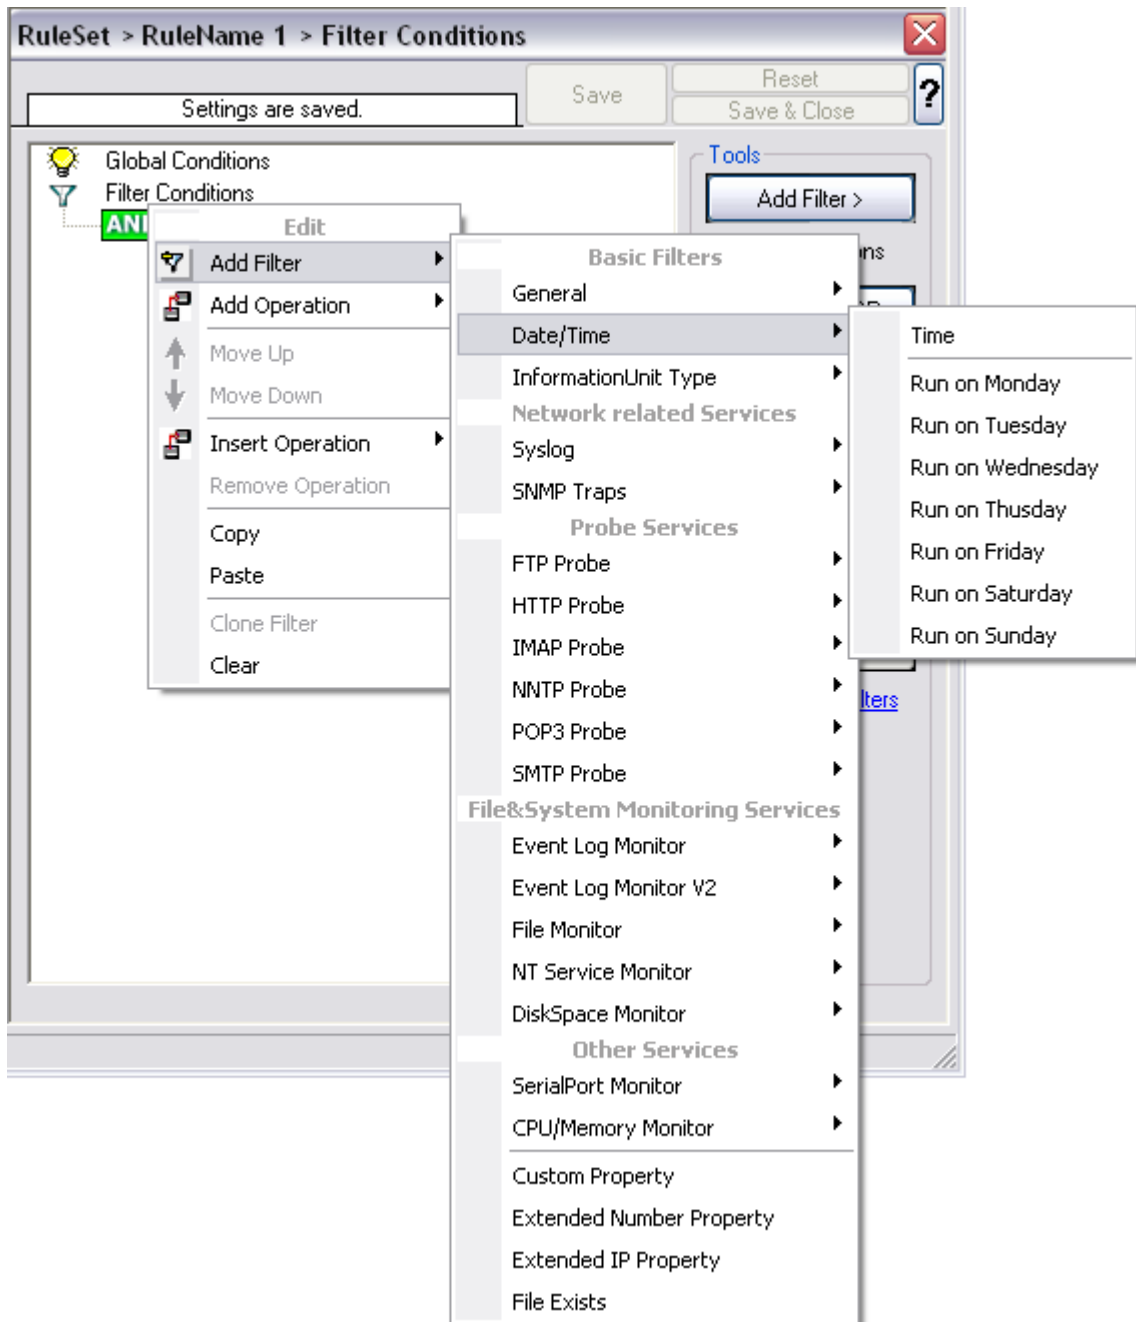 RuleSet > RuleName 1 > Filter Conditions
Settings are saved.
Save
Reset
Save & Close
?
Global Conditions
Filter Conditions
Tools
Add Filter >
Edit
Add Filter
Add Operation
Move Up
Move Down
Insert Operation
Remove Operation
Copy
Paste
Clone Filter
Clear
Basic Filters
General
Date/Time
InformationUnit Type
Network related Services
Syslog
SNMP Traps
Probe Services
FTP Probe
HTTP Probe
IMAP Probe
NNTP Probe
POP3 Probe
SMTP Probe
File&System Monitoring Services
Event Log Monitor
Event Log Monitor V2
File Monitor
NT Service Monitor
DiskSpace Monitor
Other Services
SerialPort Monitor
CPU/Memory Monitor
Custom Property
Extended Number Property
Extended IP Property
File Exists
Time
Run on Monday
Run on Tuesday
Run on Wednesday
Run on Thusday
Run on Friday
Run on Saturday
Run on Sunday